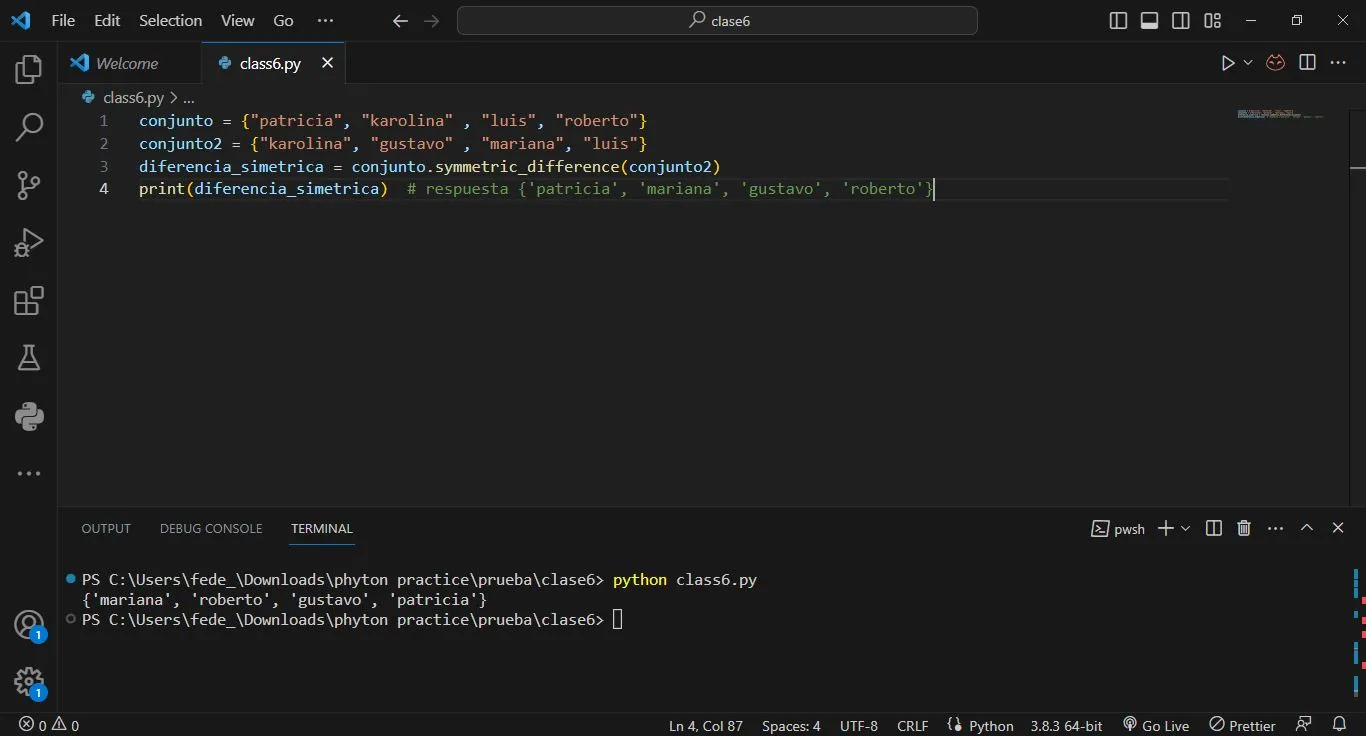 File Edit Selection View Go ··· clase6
Welcome class6.py
class6.py > ...
1 conjunto = {"patricia", "karolina" , "luis", "roberto"}
2 conjunto2 = {"karolina", "gustavo" , "mariana", "luis"}
3 diferencia_simetrica = conjunto.symmetric_difference(conjunto2)
4 print(diferencia_simetrica)  # respuesta {'patricia', 'mariana', 'gustavo', 'roberto'}
OUTPUT DEBUG CONSOLE TERMINAL pwsh
PS C:\Users\fede_\Downloads\phyton practice\prueba\clase6> python class6.py
{'mariana', 'roberto', 'gustavo', 'patricia'}
PS C:\Users\fede_\Downloads\phyton practice\prueba\clase6>
1
1
0 0 Ln 4, Col 87 Spaces: 4 UTF-8 CRLF Python 3.8.3 64-bit Go Live Prettier